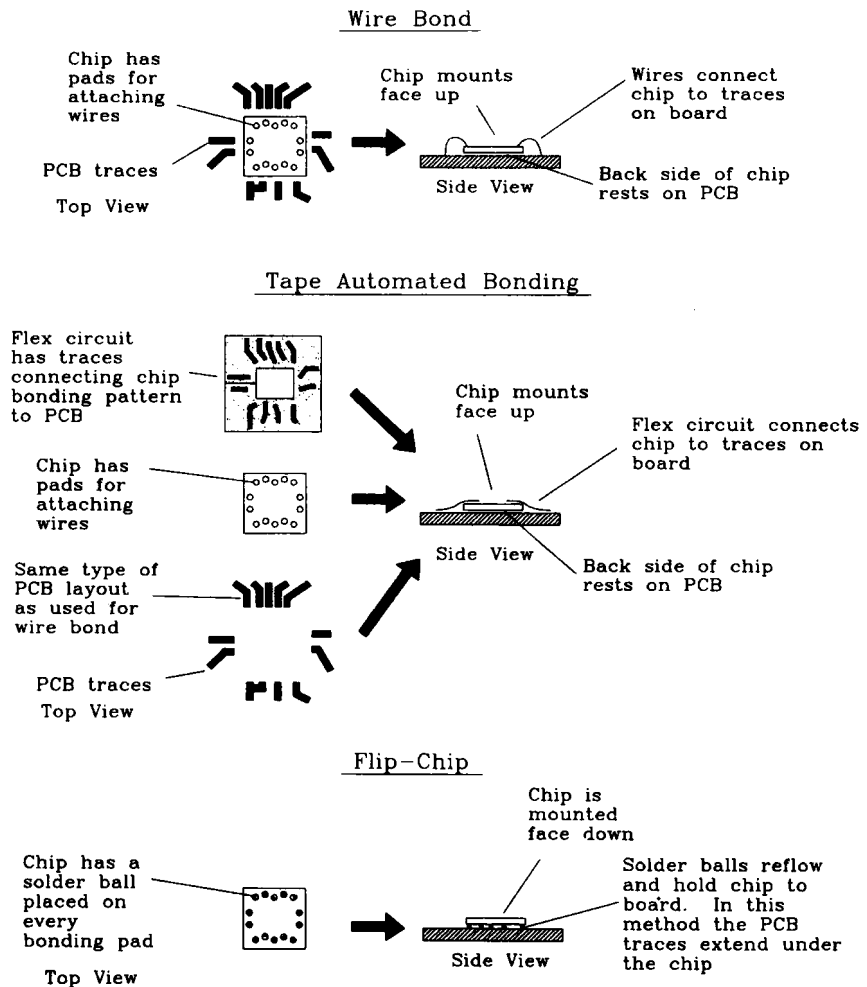 Wire Bond
Chip has
pads for
attaching
wires
PCB traces
Top View
Chip mounts
face up
Side View
Wires connect
chip to traces
on board
Back side of chip
rests on PCB
Tape Automated Bonding
Flex circuit
has traces
connecting chip
bonding pattern
to PCB
Chip has
pads for
attaching
wires
Same type of
PCB layout
as used for
wire bond
PCB traces
Top View
Chip mounts
face up
Side View
Flex circuit connects
chip to traces on
board
Back side of chip
rests on PCB
Flip-Chip
Chip has a
solder ball
placed on
every
bonding pad
Top View
Chip is
mounted
face down
Side View
Solder balls reflow
and hold chip to
board. In this
method the PCB
traces extend under
the chip